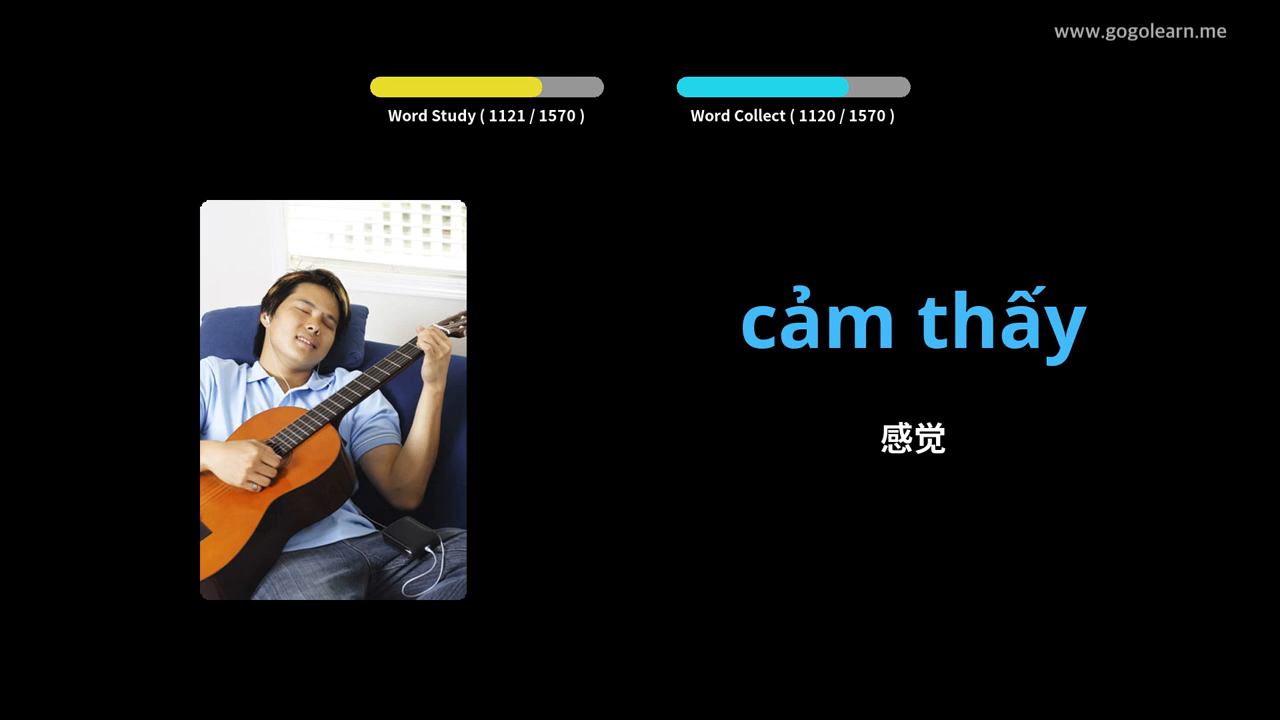 www.gogolearn.me
Word Study ( 1121 / 1570 )
Word Collect ( 1120 / 1570 )
cảm thấy
感觉